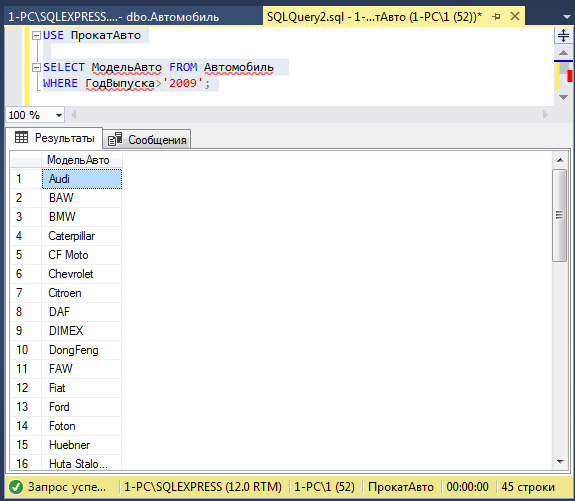 1-PC\SQLEXPRESS....- dbo.Автомобиль
SQLQuery2.sql - 1-...тАвто (1-PC\1 (52))*
USE ПрокатАвто
SELECT МодельАвто FROM Автомобиль
WHERE ГодВыпуска>'2009';
100 %
Результаты
Сообщения
МодельАвто
1 Audi
2 BAW
3 BMW
4 Caterpillar
5 CF Moto
6 Chevrolet
7 Citroen
8 DAF
9 DIMEX
10 DongFeng
11 FAW
12 Fiat
13 Ford
14 Foton
15 Huebner
16 Huta Stalo...
Запрос успе... 1-PC\SQLEXPRESS (12.0 RTM) 1-PC\1 (52) ПрокатАвто 00:00:00 45 строки